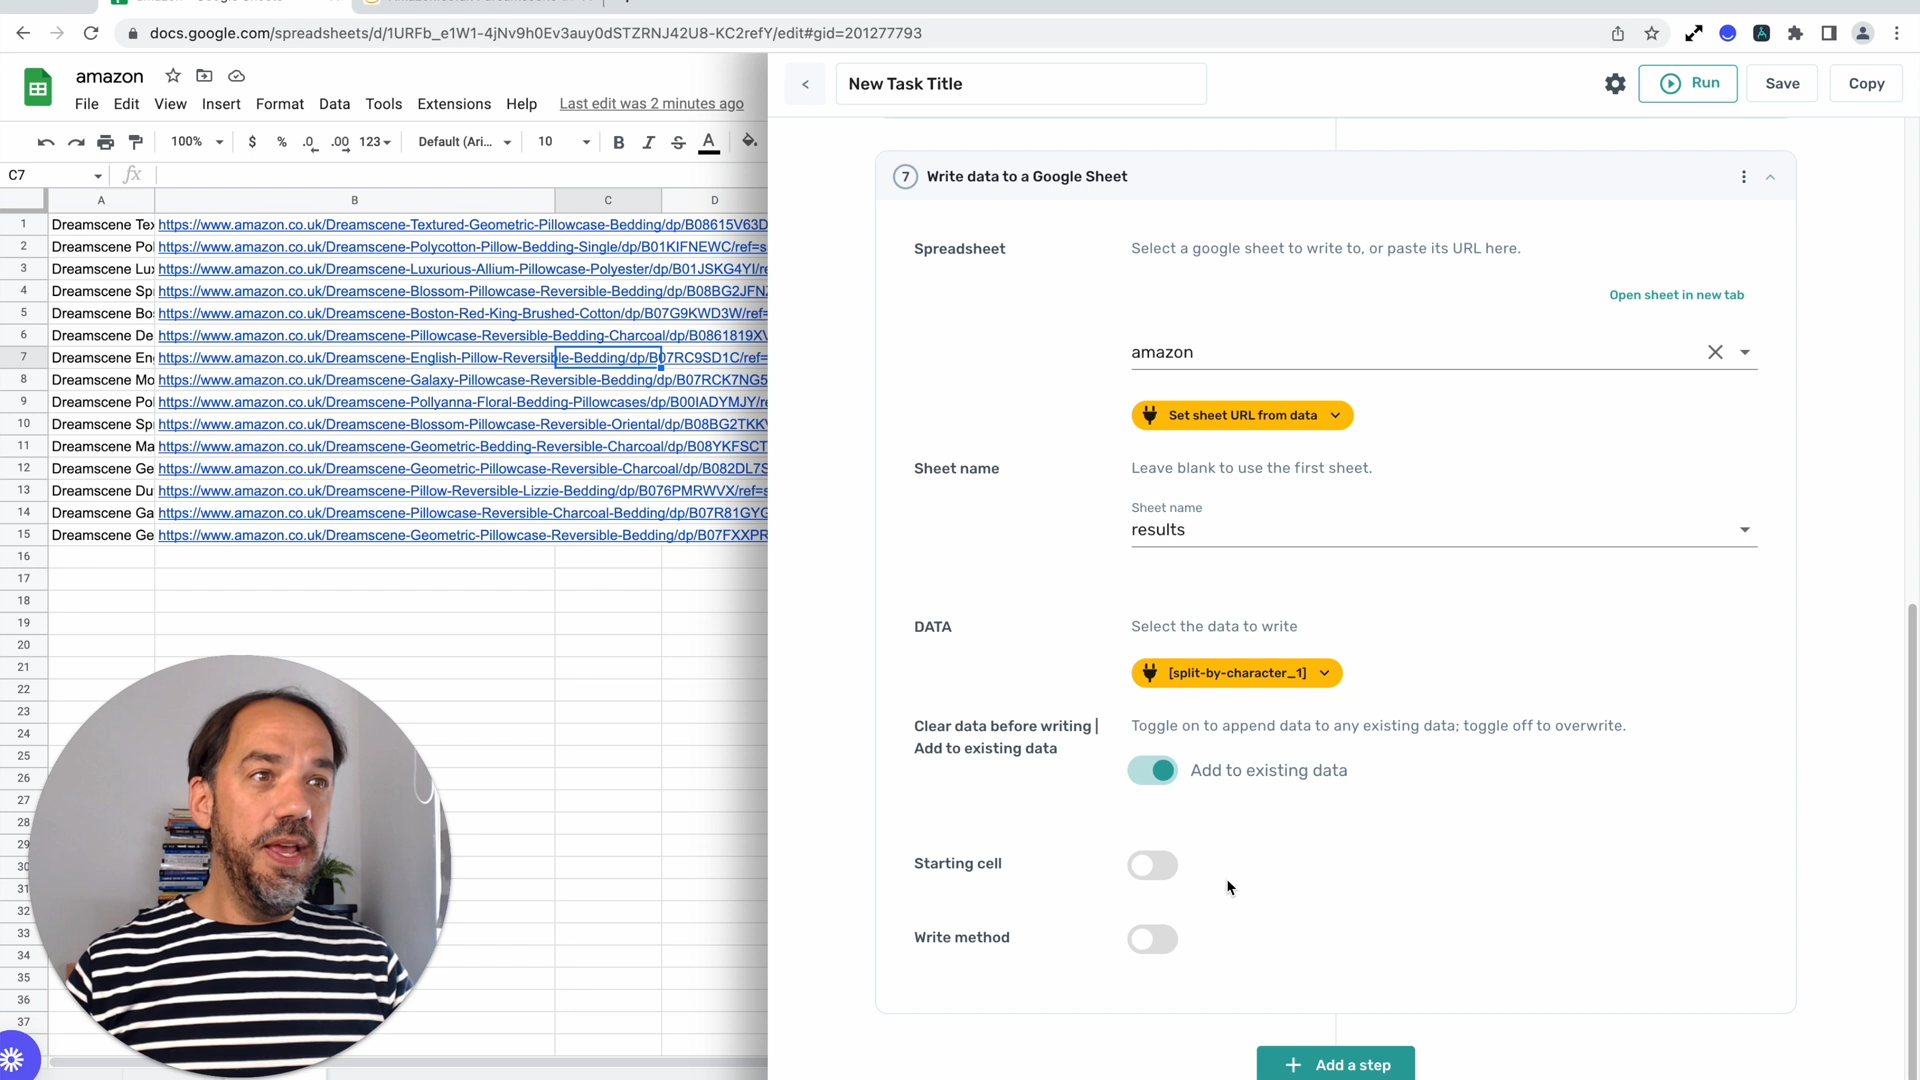 docs.google.com/spreadsheets/d/1URFb_e1W1-4jNv9h0Ev3auy0dSTZRNJ42U8-KC2refY/edit#gid=201277793
amazon
File Edit View Insert Format Data Tools Extensions Help Last edit was 2 minutes ago
100% $ % .0 .00 123 Default (Ari... 10 B I S A
C7 fx
A B C D
1 Dreamscene Tex https://www.amazon.co.uk/Dreamscene-Textured-Geometric-Pillowcase-Bedding/dp/B08615V63D
2 Dreamscene Pol https://www.amazon.co.uk/Dreamscene-Polycotton-Pillow-Bedding-Single/dp/B01KIFNEWC/ref=s
3 Dreamscene Lux https://www.amazon.co.uk/Dreamscene-Luxurious-Allium-Pillowcase-Polyester/dp/B01JSKG4YI/re
4 Dreamscene Spr https://www.amazon.co.uk/Dreamscene-Blossom-Pillowcase-Reversible-Bedding/dp/B08BG2JFNZ
5 Dreamscene Bos https://www.amazon.co.uk/Dreamscene-Boston-Red-King-Brushed-Cotton/dp/B07G9KWD3W/ref=
6 Dreamscene De https://www.amazon.co.uk/Dreamscene-Pillowcase-Reversible-Bedding-Charcoal/dp/B0861819XV
7 Dreamscene Eng https://www.amazon.co.uk/Dreamscene-English-Pillow-Reversible-Bedding/dp/B07RC9SD1C/ref=
8 Dreamscene Mo https://www.amazon.co.uk/Dreamscene-Galaxy-Pillowcase-Reversible-Bedding/dp/B07RCK7NG5
9 Dreamscene Pol https://www.amazon.co.uk/Dreamscene-Pollyanna-Floral-Bedding-Pillowcases/dp/B00IADYMJY/re
10 Dreamscene Spr https://www.amazon.co.uk/Dreamscene-Blossom-Pillowcase-Reversible-Oriental/dp/B08BG2TKKV
11 Dreamscene Ma https://www.amazon.co.uk/Dreamscene-Geometric-Bedding-Reversible-Charcoal/dp/B08YKFSCT
12 Dreamscene Ge https://www.amazon.co.uk/Dreamscene-Geometric-Pillowcase-Reversible-Charcoal/dp/B082DL7S
13 Dreamscene Du https://www.amazon.co.uk/Dreamscene-Pillow-Reversible-Lizzie-Bedding/dp/B076PMRWVX/ref=s
14 Dreamscene Ga https://www.amazon.co.uk/Dreamscene-Pillowcase-Reversible-Charcoal-Bedding/dp/B07R81GYG
15 Dreamscene Ge https://www.amazon.co.uk/Dreamscene-Geometric-Pillowcase-Reversible-Bedding/dp/B07FXXPR
16
17
18
19
20
21
22
23
24
25
26
27
28
29
30
31
32
33
34
35
36
37
New Task Title
Run
Save
Copy
7 Write data to a Google Sheet
Spreadsheet Select a google sheet to write to, or paste its URL here.
Open sheet in new tab
amazon
Set sheet URL from data
Sheet name Leave blank to use the first sheet.
Sheet name
results
DATA Select the data to write
[split-by-character_1]
Clear data before writing | Toggle on to append data to any existing data; toggle off to overwrite.
Add to existing data
Add to existing data
Starting cell
Write method
+ Add a step